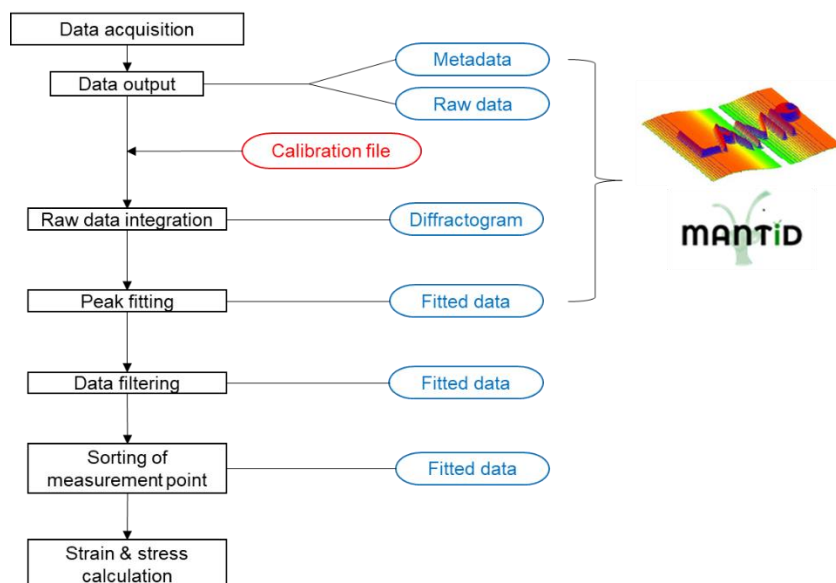 Data acquisition
Data output
Metadata
Raw data
Calibration file
Raw data integration
Diffractogram
Peak fitting
Fitted data
Data filtering
Fitted data
Sorting of
measurement point
Fitted data
Strain & stress
calculation
LAMP
MANTiD